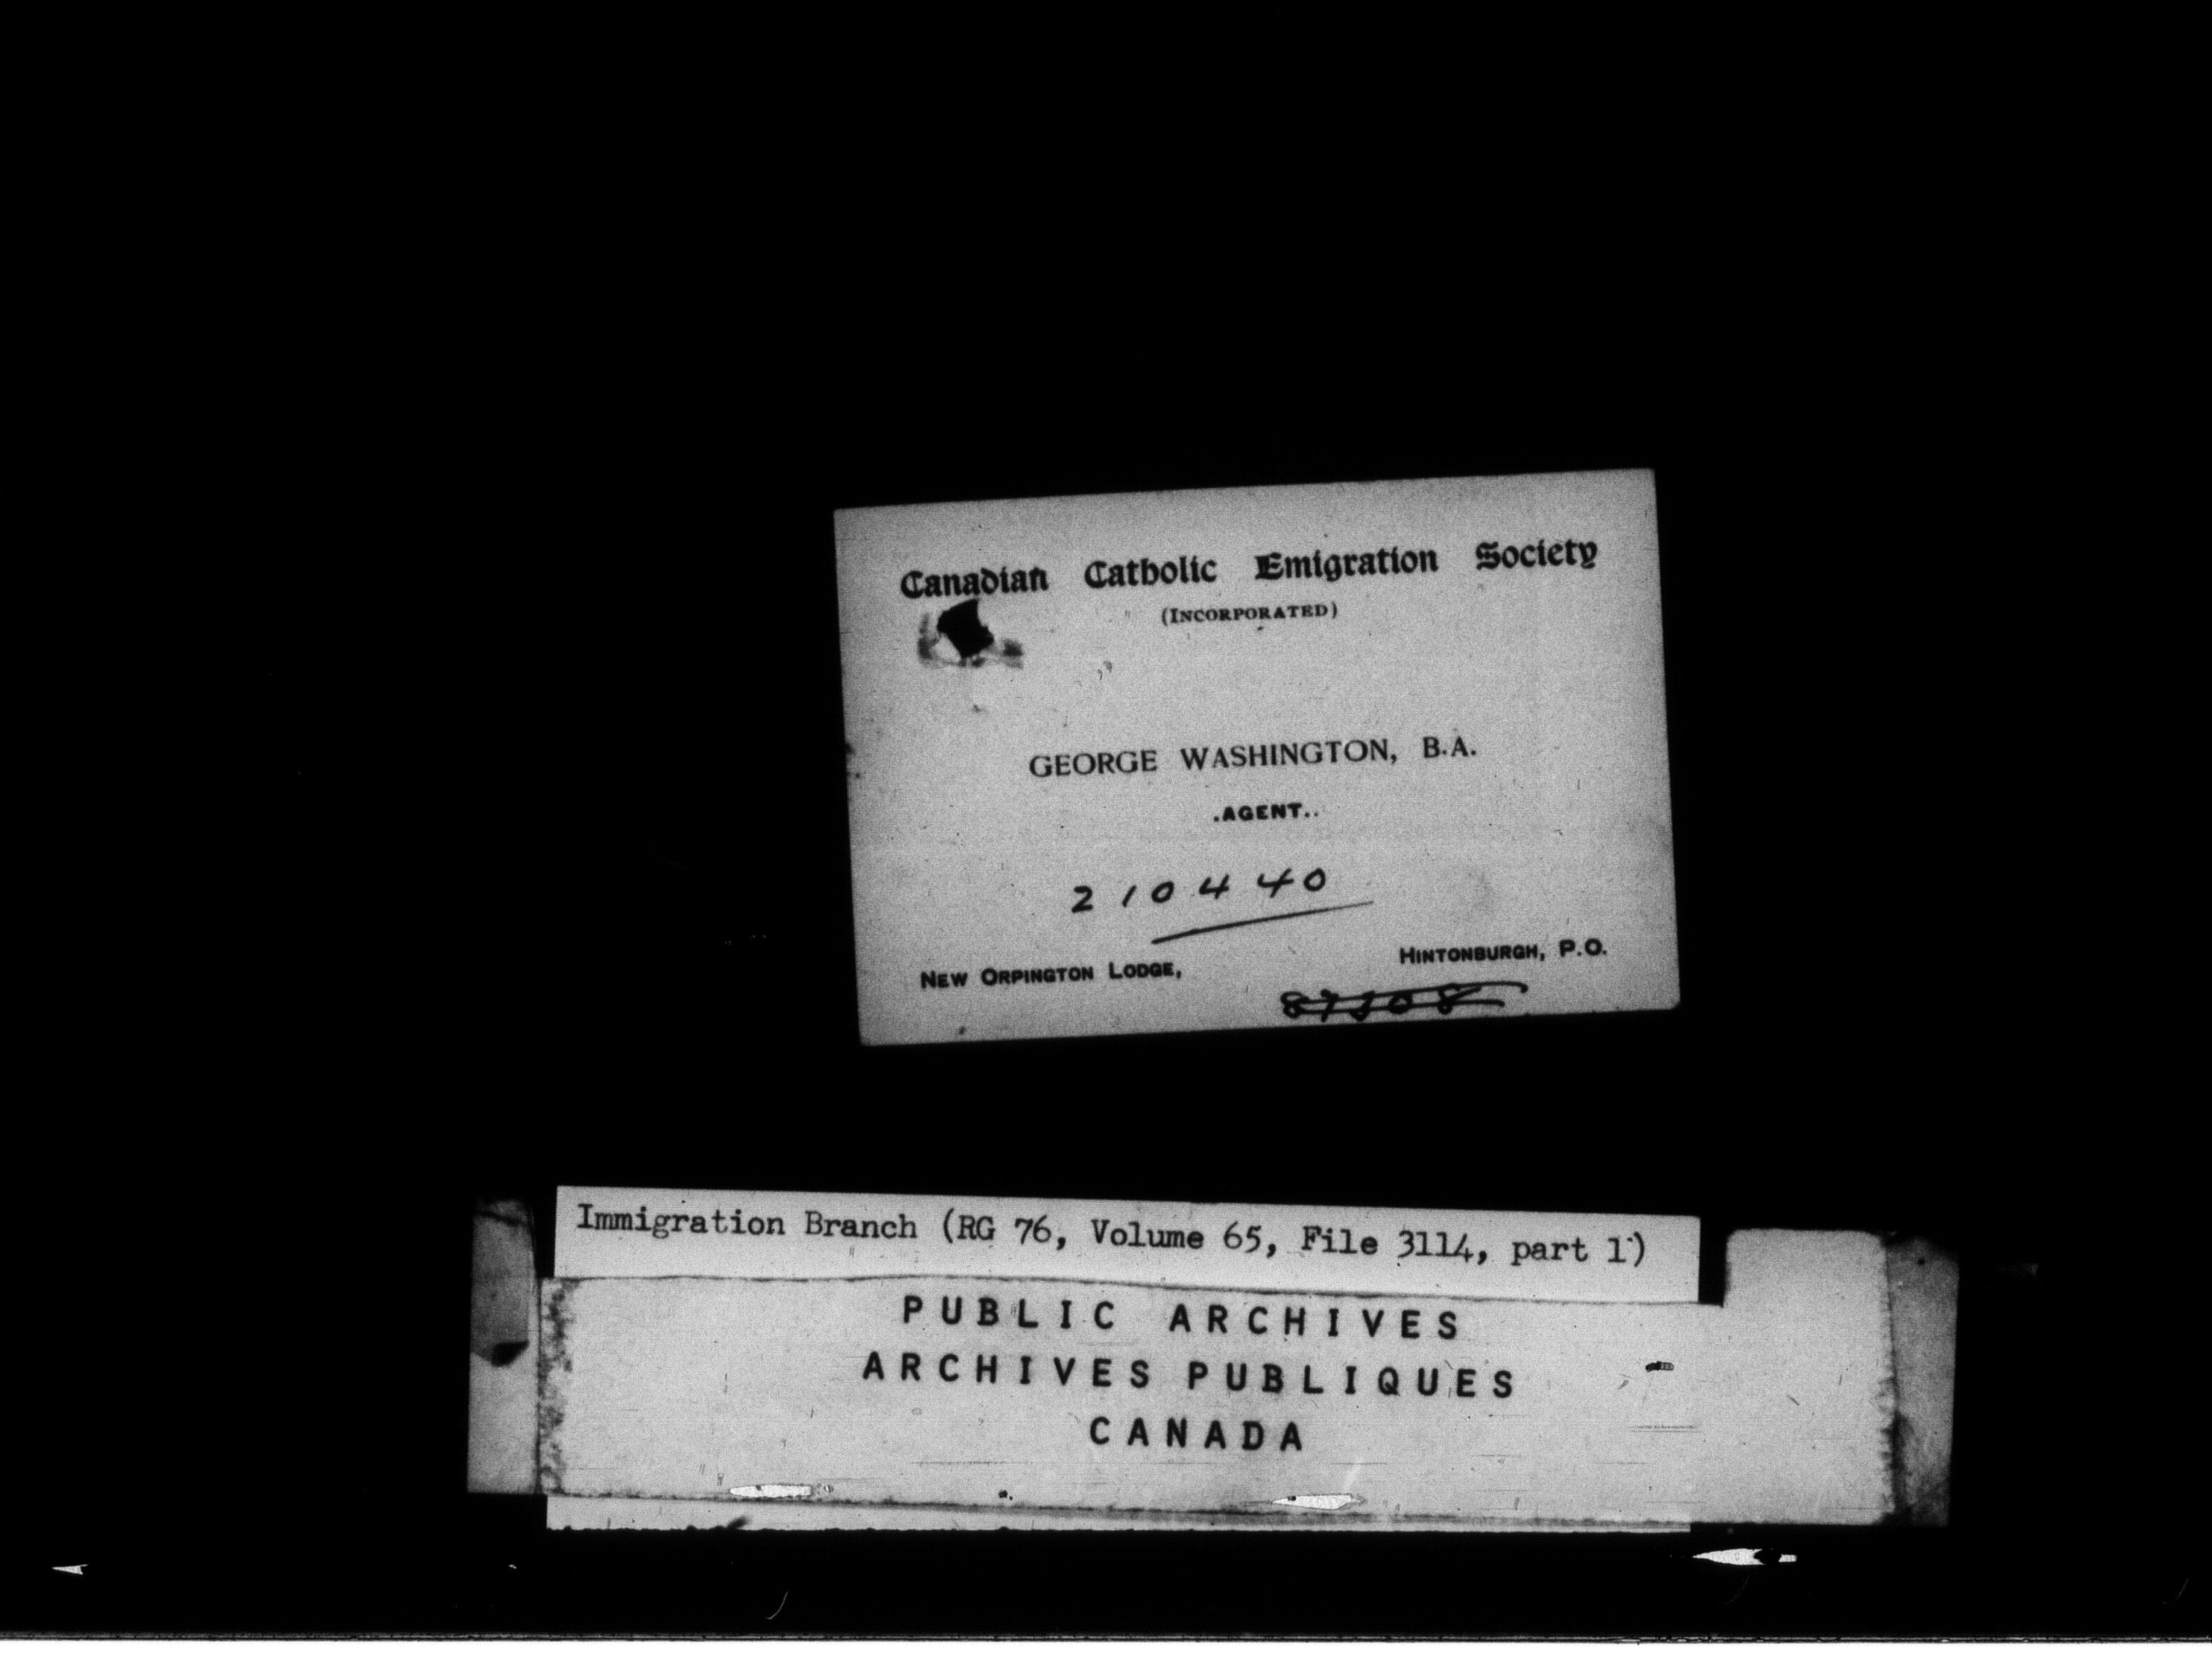 Canadian Catholic Emigration Society
(INCORPORATED)
GEORGE WASHINGTON, B.A.
.AGENT..
210440
NEW ORPINGTON LODGE,
HINTONBURGH, P.O.
87308
Immigration Branch (RG 76, Volume 65, File 3114, part 1)
PUBLIC ARCHIVES
ARCHIVES PUBLIQUES
CANADA